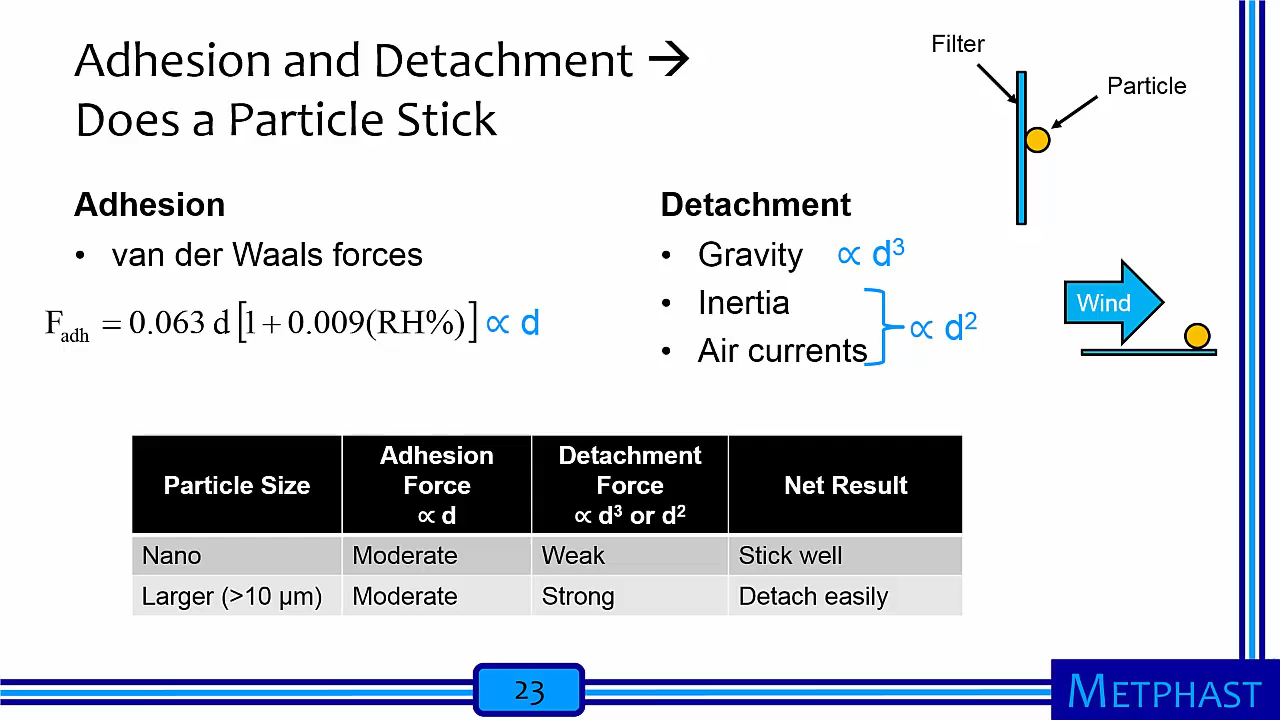 Adhesion and Detachment →
Does a Particle Stick
Filter
Particle
Adhesion
• van der Waals forces
F_adh = 0.063 d [1 + 0.009(RH%)] ∝ d
Detachment
• Gravity ∝ d³
• Inertia
• Air currents
∝ d²
Wind
Particle Size
Adhesion
Force
∝ d
Detachment
Force
∝ d³ or d²
Net Result
Nano Moderate Weak Stick well
Larger (>10 µm) Moderate Strong Detach easily
23
METPHAST